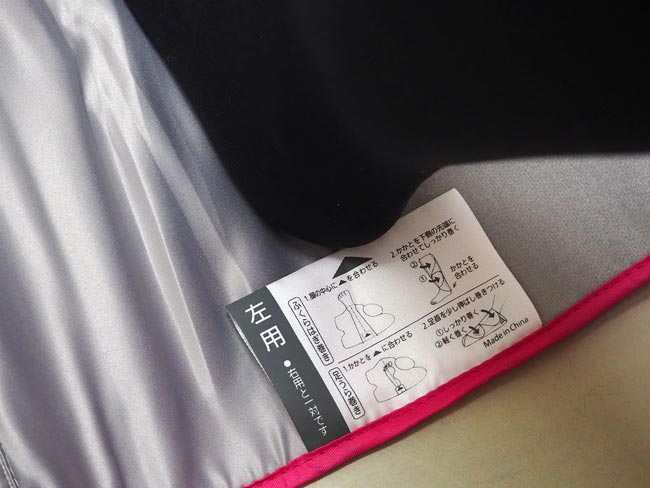 左用
●右用と一対です
ふくらはぎ巻き
1.脚の中心に▲を合わせる
2.かかとを下側の先端に
合わせてしっかり巻く
②
①
かかとを
合わせる
足うら巻き
1.かかとを▲に合わせる
2.足首を少し伸ばし巻きつける
①しっかり巻く
②軽く巻く
Made in China